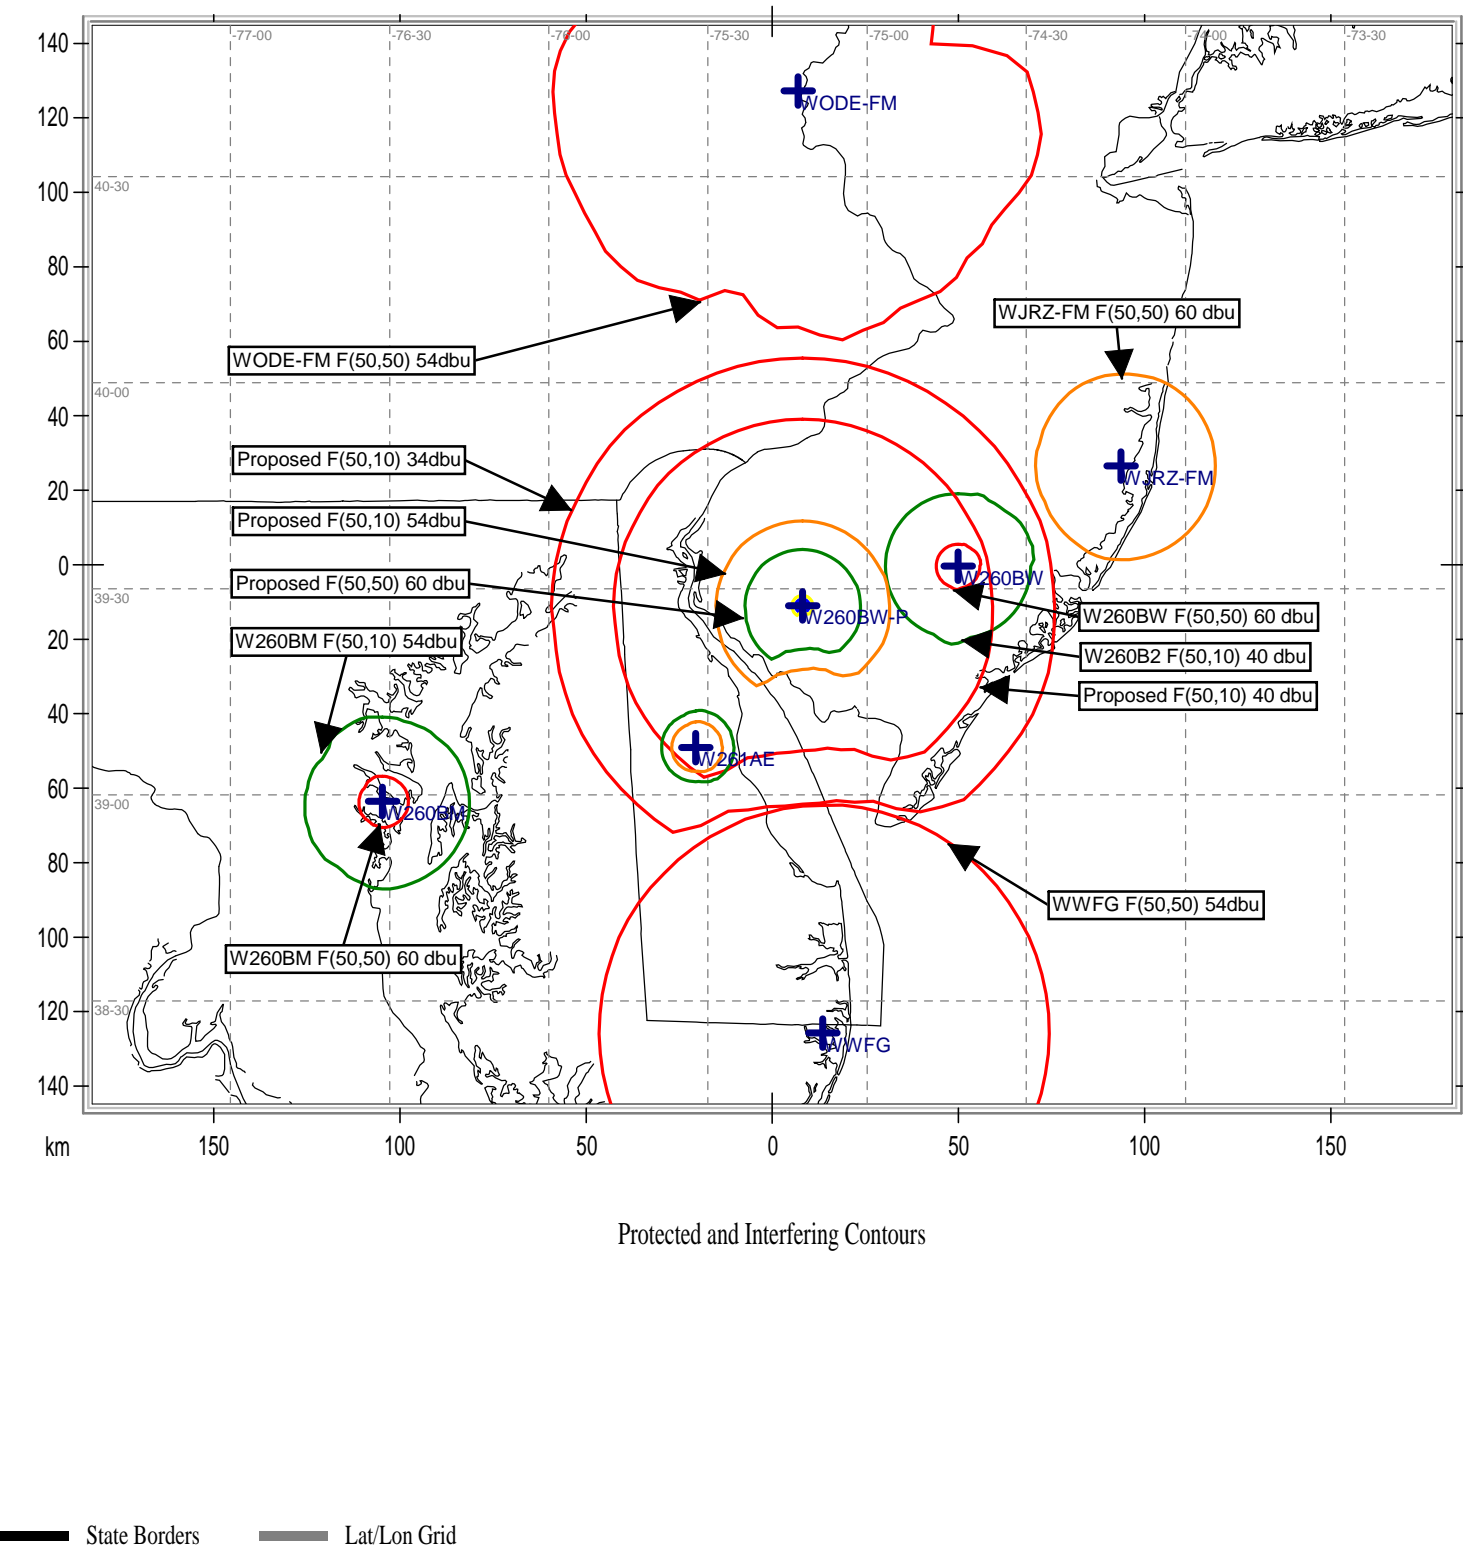 -77-00 -76-30 -76-00 -75-30 -75-00 -74-30 -74-00 -73-30
140
WODE-FM
120
40-30
100
80
WJRZ-FM F(50,50) 60 dbu
60
WODE-FM F(50,50) 54dbu
40-00
40
Proposed F(50,10) 34dbu
WJRZ-FM
20
Proposed F(50,10) 54dbu
0
W260BW
Proposed F(50,50) 60 dbu
39-30
W260BW-P
W260BW F(50,50) 60 dbu
20
W260BM F(50,10) 54dbu
W260B2 F(50,10) 40 dbu
Proposed F(50,10) 40 dbu
40
W261AE
60
39-00
W260BM
80
WWFG F(50,50) 54dbu
100
W260BM F(50,50) 60 dbu
38-30
120
WWFG
140
km 150 100 50 0 50 100 150
Protected and Interfering Contours
State Borders Lat/Lon Grid